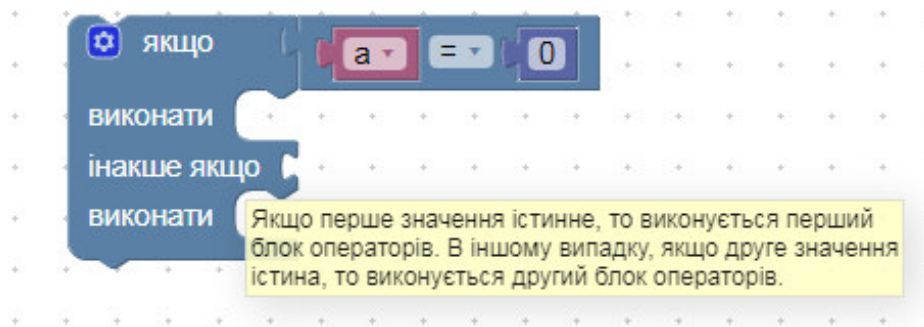 якщо a = 0
виконати
інакше якщо
виконати
Якщо перше значення істинне, то виконується перший
блок операторів. В іншому випадку, якщо друге значення
істина, то виконується другий блок операторів.